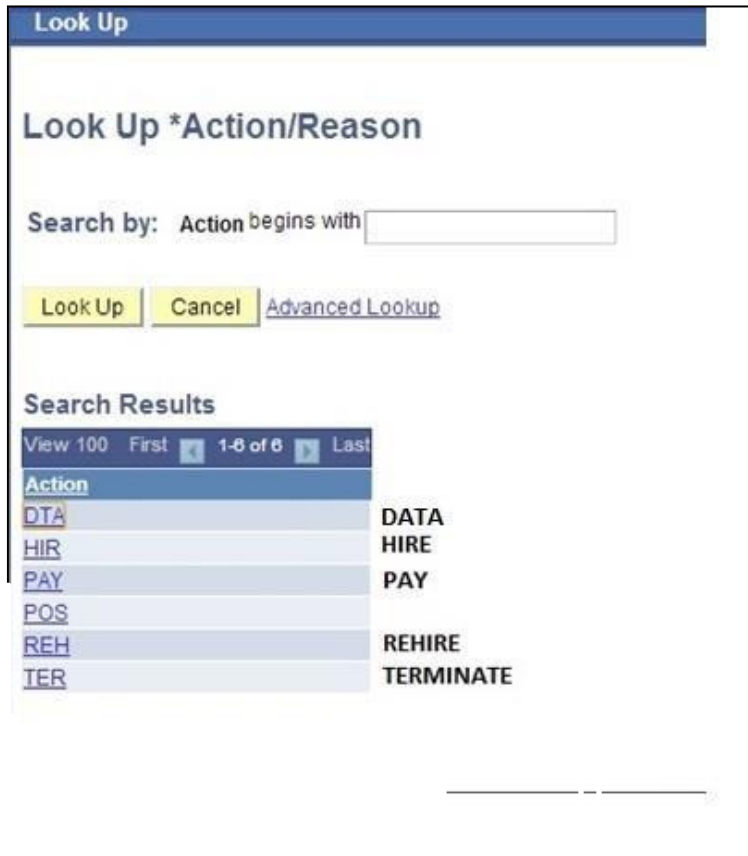 Look Up
Look Up *Action/Reason
Search by: Action begins with
Look Up Cancel Advanced Lookup
Search Results
View 100 First 1-6 of 6 Last
Action
DTA DATA
HIR HIRE
PAY PAY
POS
REH REHIRE
TER TERMINATE